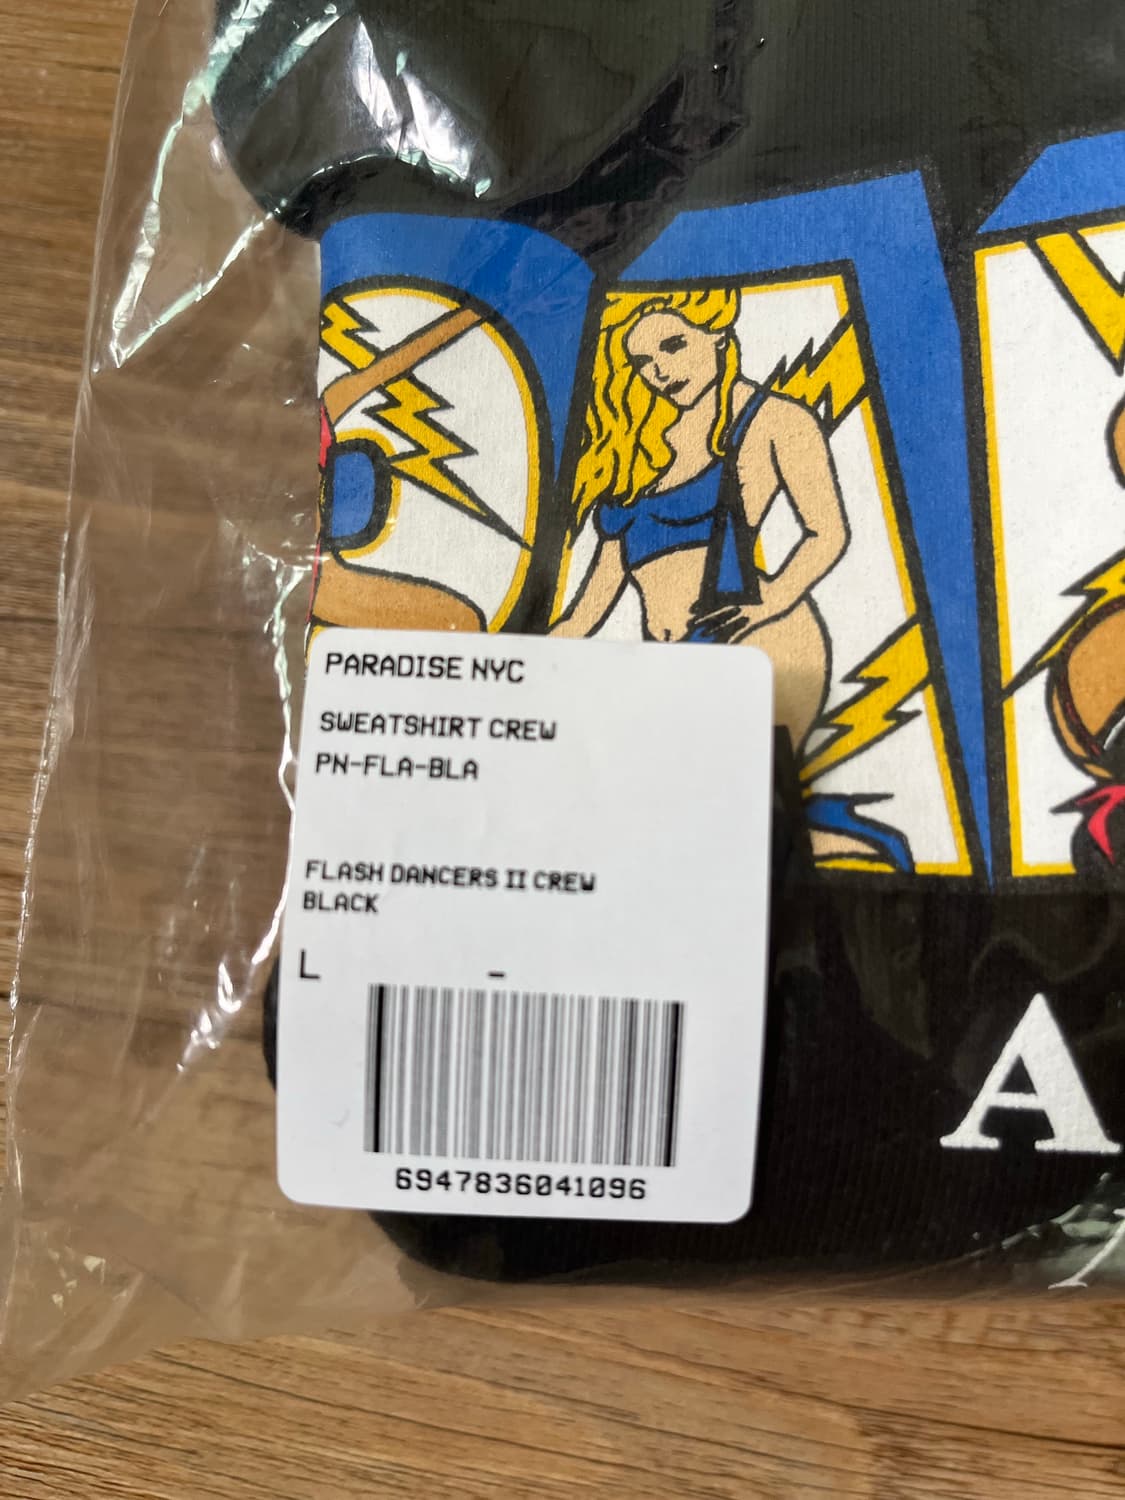 PARADISE NYC
SWEATSHIRT CREW
PN-FLA-BLA
FLASH DANCERS II CREW
BLACK
L -
6947836041096
A